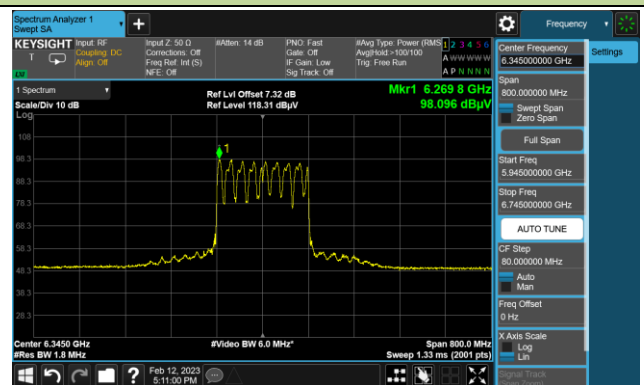 Spectrum Analyzer 1
Swept SA
Frequency
KEYSIGHT
Input: RF
Coupling: DC
Align: Off
Input Z: 50 Ω
Corrections: Off
Freq Ref: Int (S)
NFE: Off
#Atten: 14 dB
PNO: Fast
Gate: Off
IF Gain: Low
Sig Track: Off
#Avg Type: Power (RMS
Avg|Hold:>100/100
Trig: Free Run
1 2 3 4 5 6
A W W W W W
A P N N N N
LW
T
1 Spectrum
Scale/Div 10 dB
Log
Ref Lvl Offset 7.32 dB
Ref Level 118.31 dBµV
Mkr1 6.269 8 GHz
98.096 dBµV
108
98.3
88.3
78.3
68.3
58.3
48.3
38.3
28.3
1
Center 6.3450 GHz
#Res BW 1.8 MHz
#Video BW 6.0 MHz*
Span 800.0 MHz
Sweep 1.33 ms (2001 pts)
Feb 12, 2023
5:11:00 PM
Center Frequency
6.345000000 GHz
Span
800.000000 MHz
Swept Span
Zero Span
Full Span
Start Freq
5.945000000 GHz
Stop Freq
6.745000000 GHz
AUTO TUNE
CF Step
80.000000 MHz
Auto
Man
Freq Offset
0 Hz
X Axis Scale
Log
Lin
Signal Track
(Span Zoom)
Settings